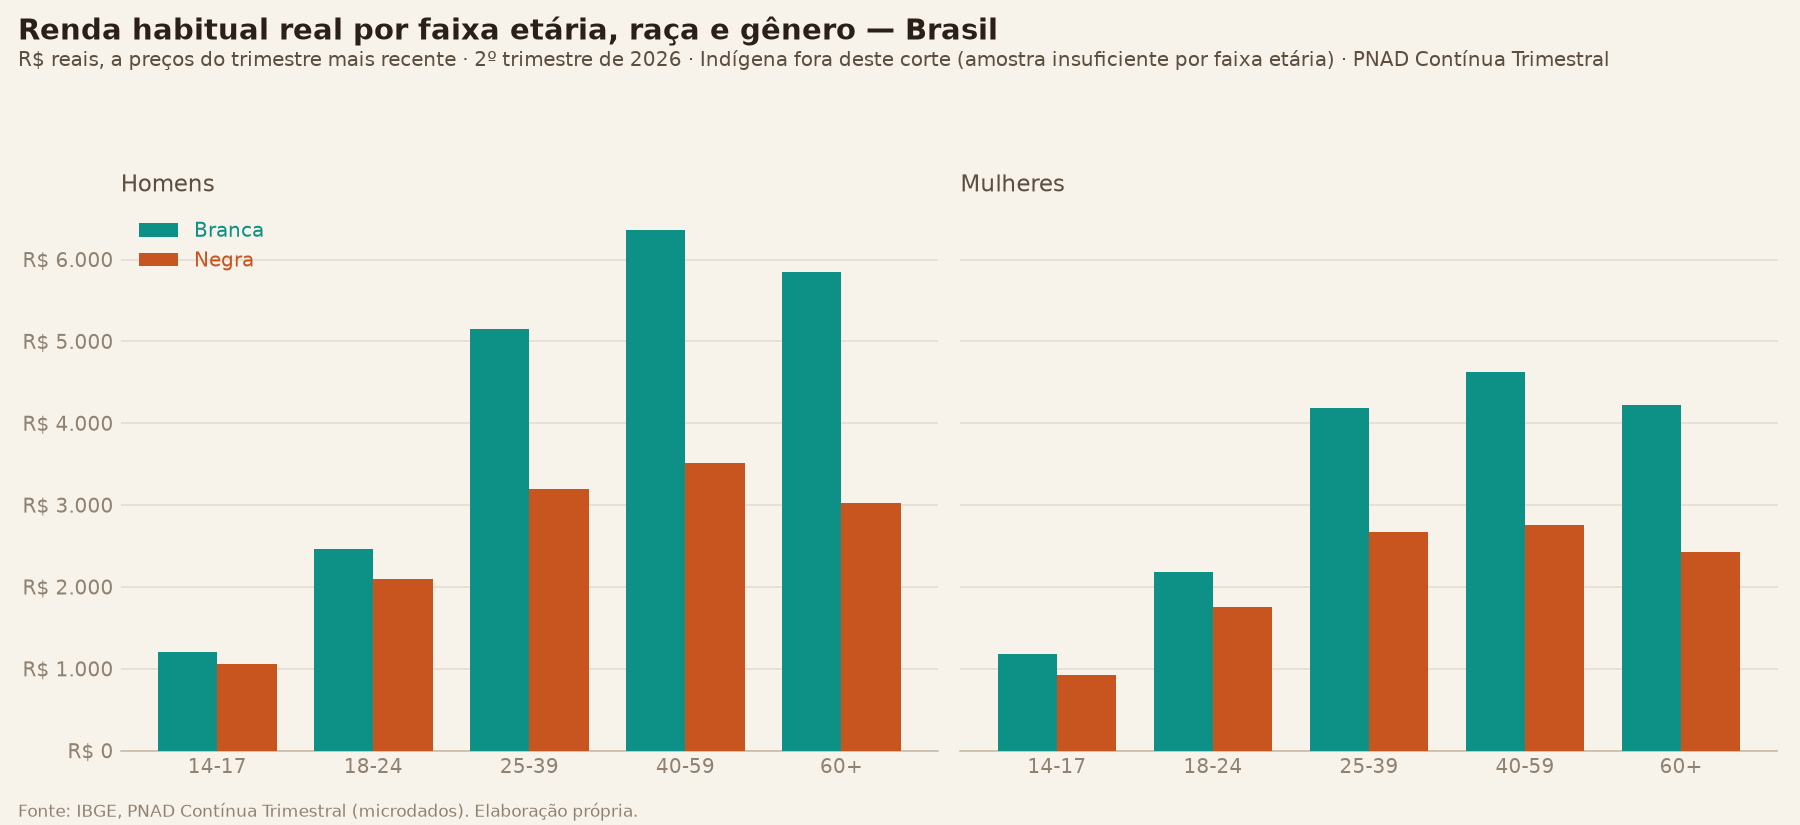 Renda habitual real por faixa etária, raça e gênero — Brasil
R$ reais, a preços do trimestre mais recente · 2º trimestre de 2026 · Indígena fora deste corte (amostra insuficiente por faixa etária) · PNAD Contínua Trimestral
Homens
Branca
Negra
R$ 6.000
R$ 5.000
R$ 4.000
R$ 3.000
R$ 2.000
R$ 1.000
R$ 0
14-17 18-24 25-39 40-59 60+
Mulheres
14-17 18-24 25-39 40-59 60+
Fonte: IBGE, PNAD Contínua Trimestral (microdados). Elaboração própria.